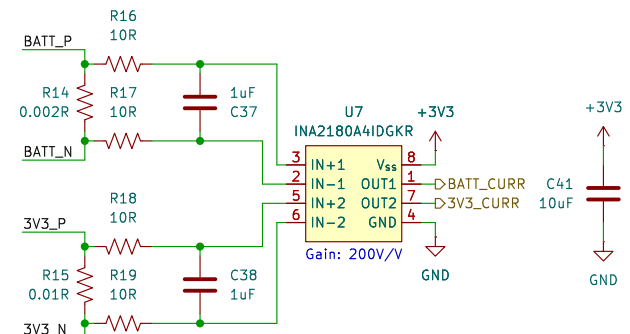 R16
10R
BATT_P
R14
0.002R
R17
10R
1uF
C37
BATT_N
U7
INA2180A4IDGKR
+3V3
3 IN+1 Vss 8
2 IN-1 OUT1 1 BATT_CURR
5 IN+2 OUT2 7 3V3_CURR
6 IN-2 GND 4
Gain: 200V/V
GND
+3V3
C41
10uF
GND
R18
10R
3V3_P
R15
0.01R
R19
10R
C38
1uF
3V3_N